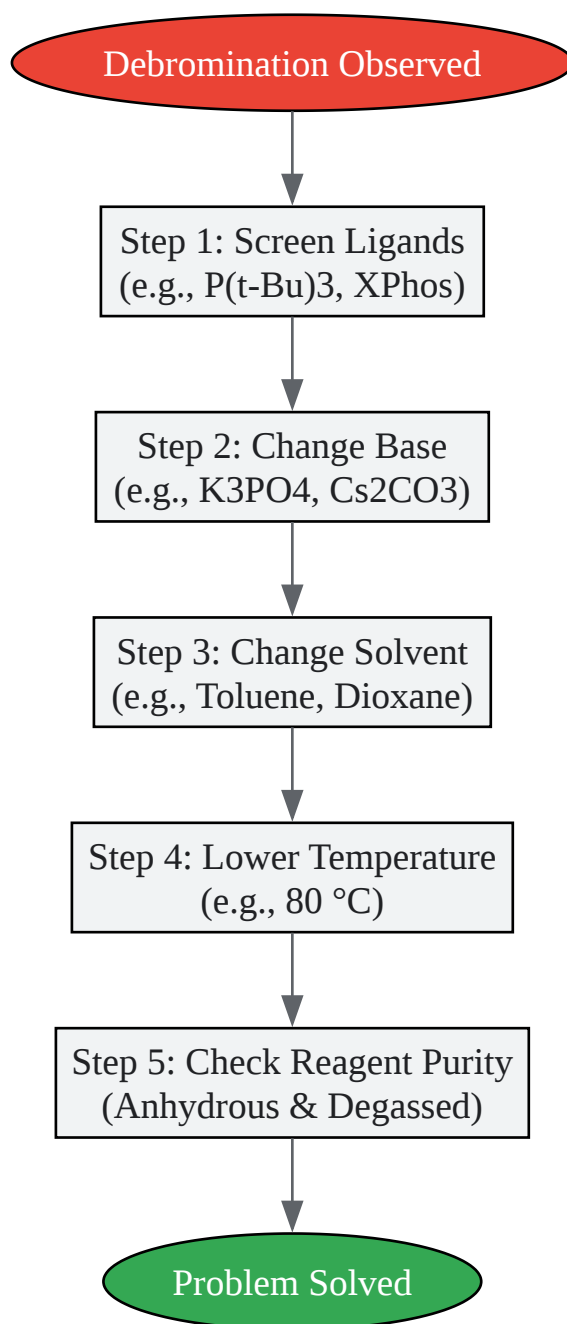 Debromination Observed
Step 1: Screen Ligands
(e.g., P(t-Bu)3, XPhos)
Step 2: Change Base
(e.g., K3PO4, Cs2CO3)
Step 3: Change Solvent
(e.g., Toluene, Dioxane)
Step 4: Lower Temperature
(e.g., 80 °C)
Step 5: Check Reagent Purity
(Anhydrous & Degassed)
Problem Solved